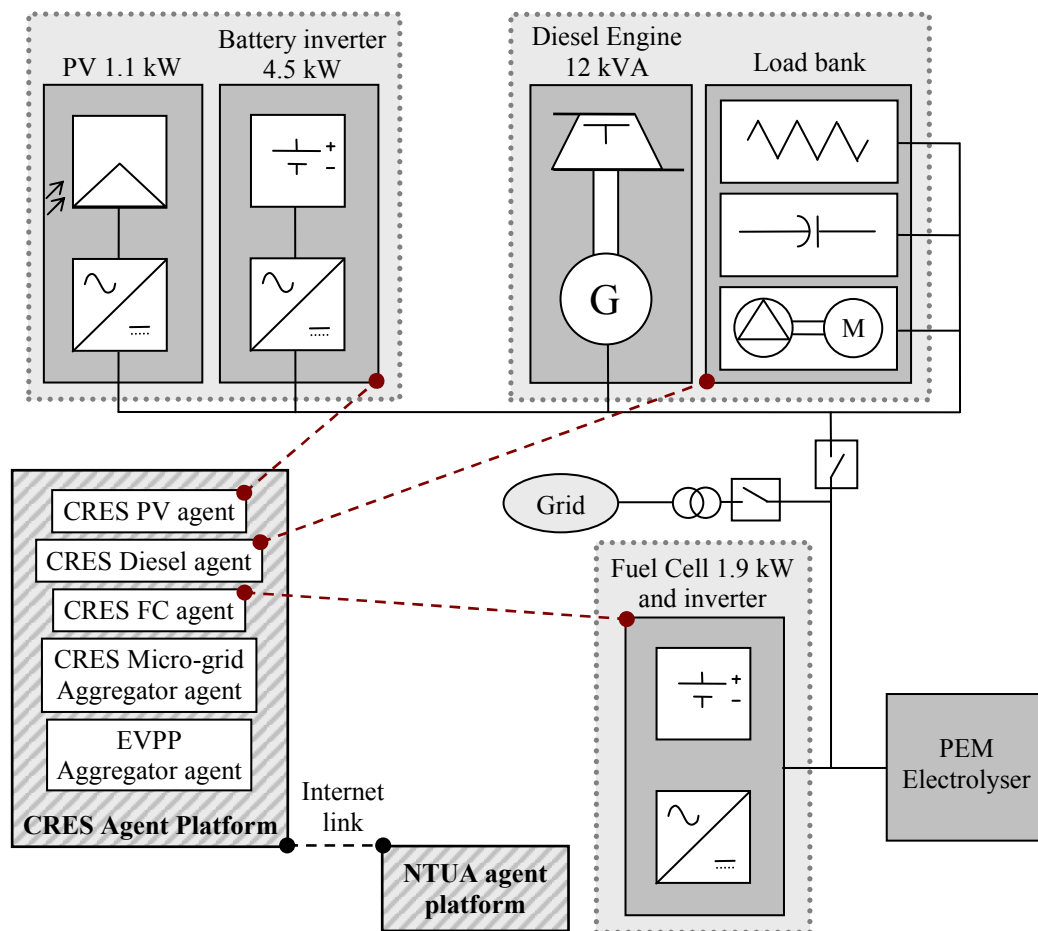 PV 1.1 kW
Battery inverter
4.5 kW
+
−
Diesel Engine
12 kVA
Load bank
G
M
CRES PV agent
CRES Diesel agent
CRES FC agent
CRES Micro-grid
Aggregator agent
EVPP
Aggregator agent
CRES Agent Platform
Internet
link
NTUA agent
platform
Grid
Fuel Cell 1.9 kW
and inverter
+
−
PEM
Electrolyser